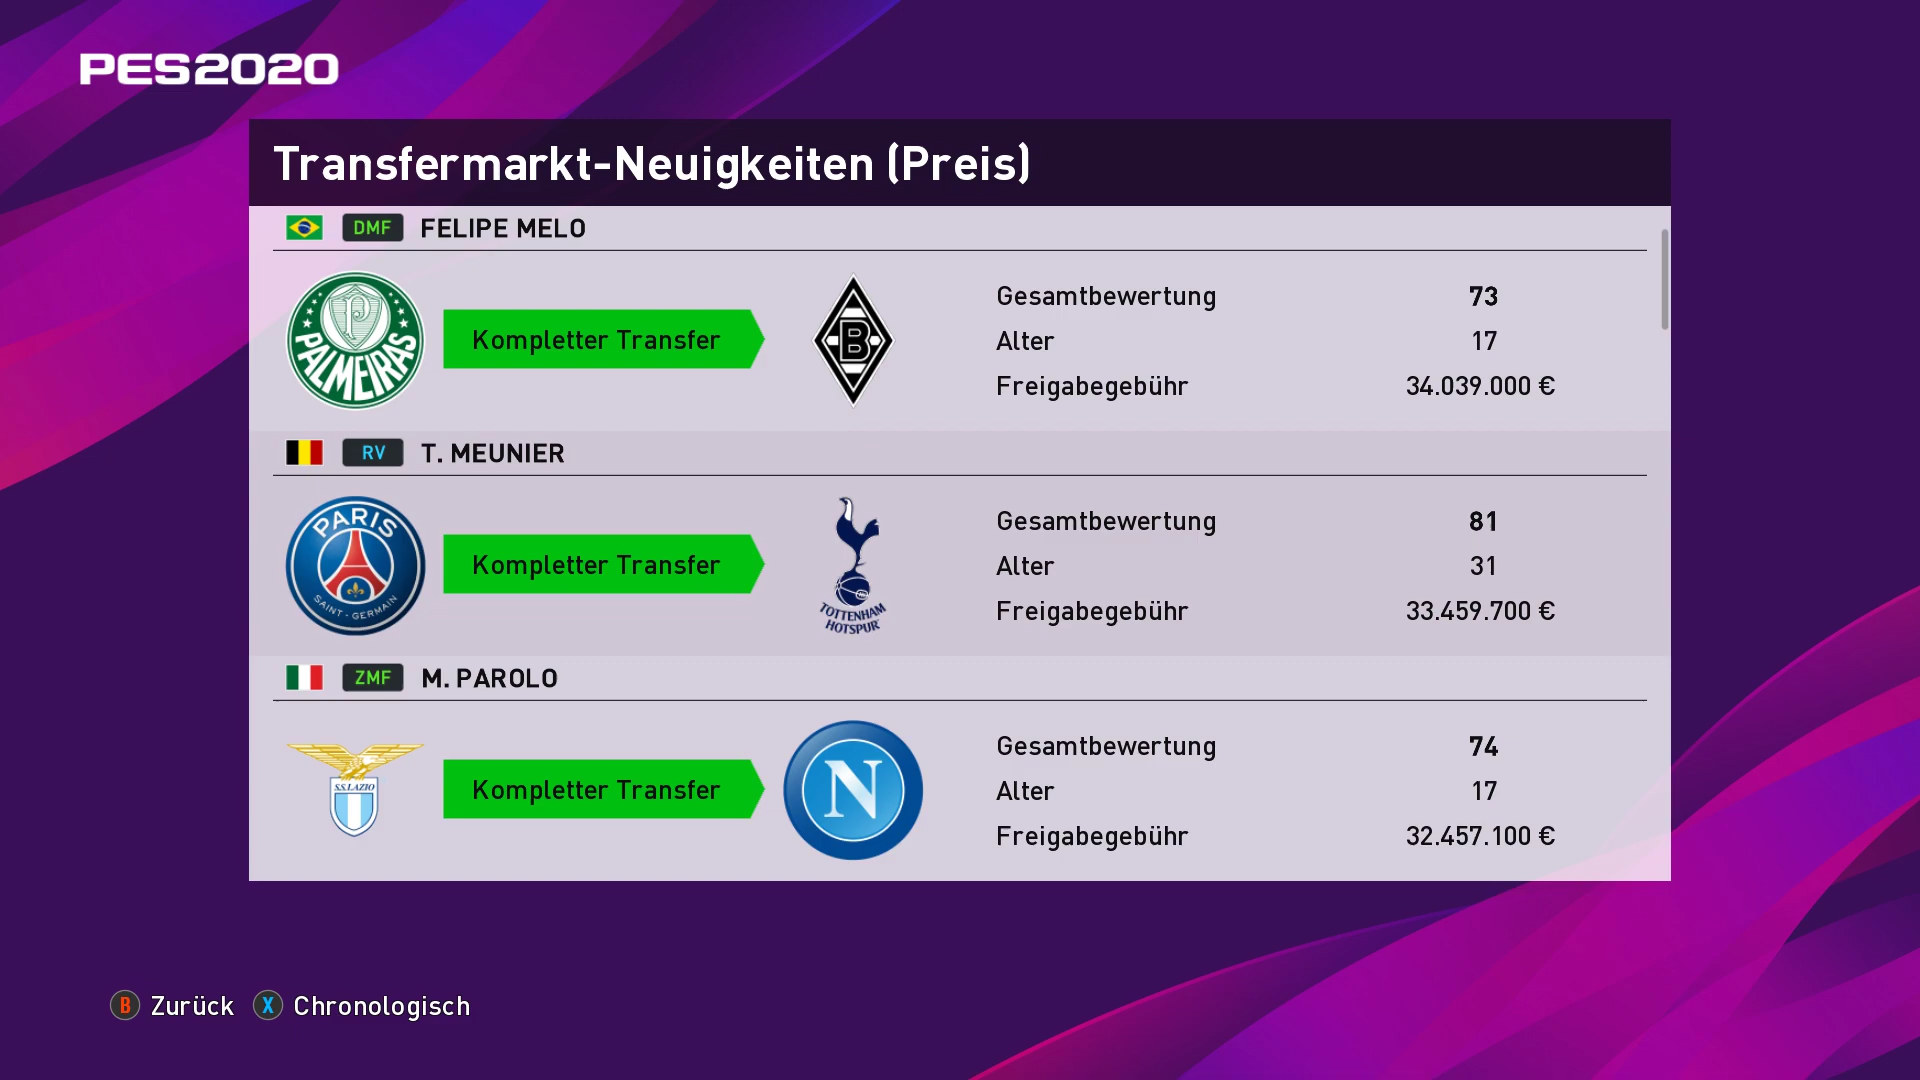 PES2020
Transfermarkt-Neuigkeiten (Preis)
DMF FELIPE MELO
P
PALMEIRAS
Kompletter Transfer
B
Gesamtbewertung 73
Alter 17
Freigabegebühr 34.039.000 €
RV T. MEUNIER
PARIS
SAINT-GERMAIN
Kompletter Transfer
TOTTENHAM
HOTSPUR
Gesamtbewertung 81
Alter 31
Freigabegebühr 33.459.700 €
ZMF M. PAROLO
S.S.LAZIO
Kompletter Transfer
N
Gesamtbewertung 74
Alter 17
Freigabegebühr 32.457.100 €
B Zurück X Chronologisch